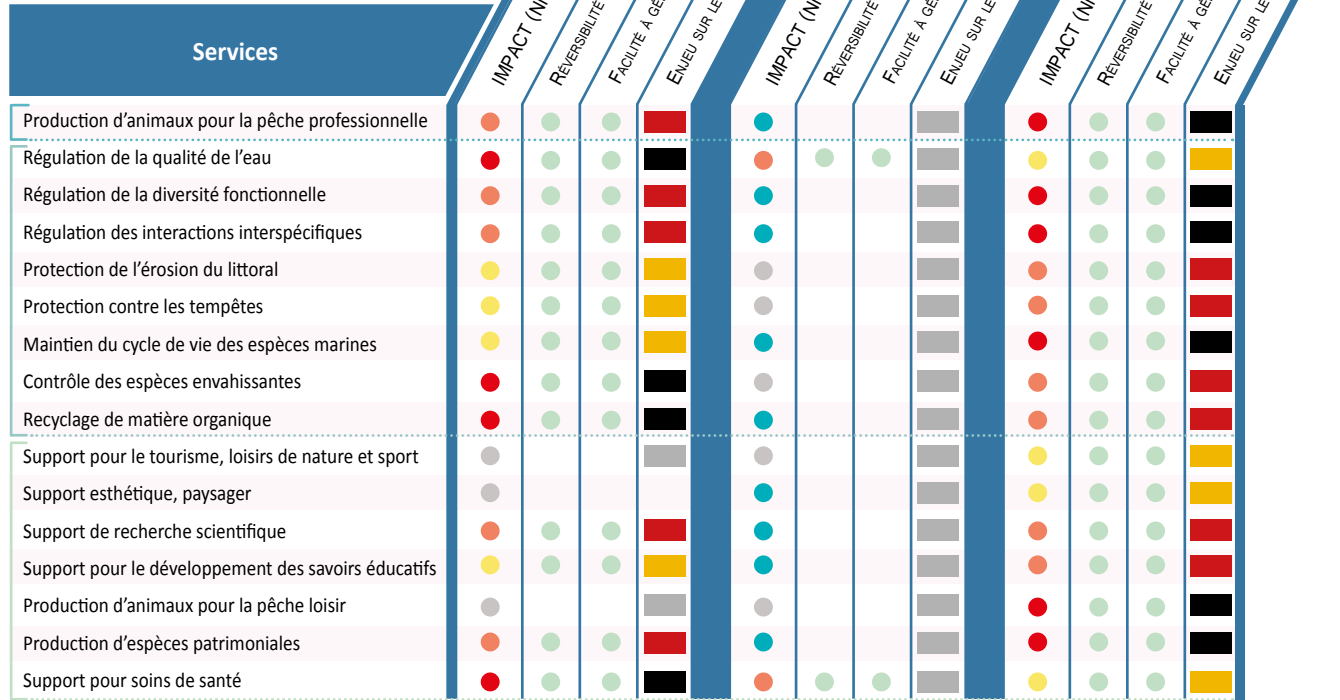 Services
IMPACT
RÉVERSIBILITÉ
FACILITÉ À
ENJEU SUR LE
IMPACT
RÉVERSIBILITÉ
FACILITÉ À
ENJEU SUR LE
IMPACT
RÉVERSIBILITÉ
FACILITÉ À
ENJEU SUR LE
Production d'animaux pour la pêche professionnelle
Régulation de la qualité de l'eau
Régulation de la diversité fonctionnelle
Régulation des interactions interspécifiques
Protection de l'érosion du littoral
Protection contre les tempêtes
Maintien du cycle de vie des espèces marines
Contrôle des espèces envahissantes
Recyclage de matière organique
Support pour le tourisme, loisirs de nature et sport
Support esthétique, paysager
Support de recherche scientifique
Support pour le développement des savoirs éducatifs
Production d'animaux pour la pêche loisir
Production d'espèces patrimoniales
Support pour soins de santé